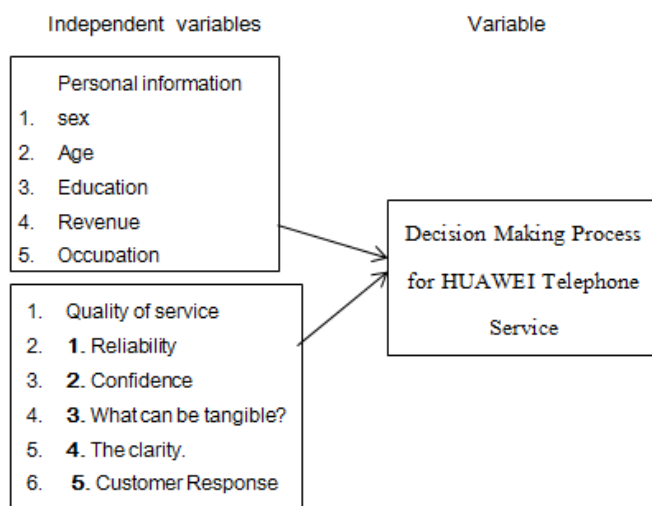 Independent variables
Variable
Personal information
1. sex
2. Age
3. Education
4. Revenue
5. Occupation
1. Quality of service
2. 1. Reliability
3. 2. Confidence
4. 3. What can be tangible?
5. 4. The clarity.
6. 5. Customer Response
Decision Making Process
for HUAWEI Telephone
Service